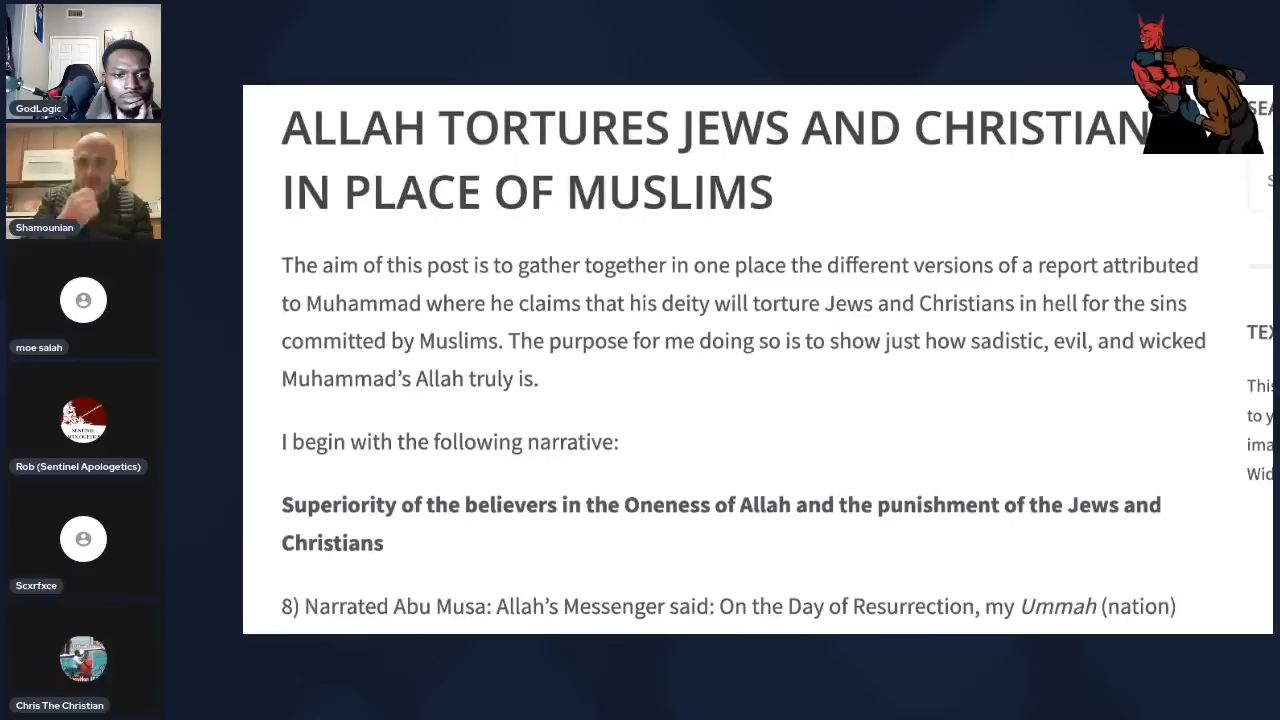 GodLogic
Shamounian
moe salah
Rob (Sentinel Apologetics)
Scxrfxce
Chris The Christian
SENTINEL
APOLOGETICS
ALLAH TORTURES JEWS AND CHRISTIAN
IN PLACE OF MUSLIMS
The aim of this post is to gather together in one place the different versions of a report attributed
to Muhammad where he claims that his deity will torture Jews and Christians in hell for the sins
committed by Muslims. The purpose for me doing so is to show just how sadistic, evil, and wicked
Muhammad’s Allah truly is.
I begin with the following narrative:
Superiority of the believers in the Oneness of Allah and the punishment of the Jews and
Christians
8) Narrated Abu Musa: Allah’s Messenger said: On the Day of Resurrection, my Ummah (nation)
SEA
TEX
This
to y
ima
Wid